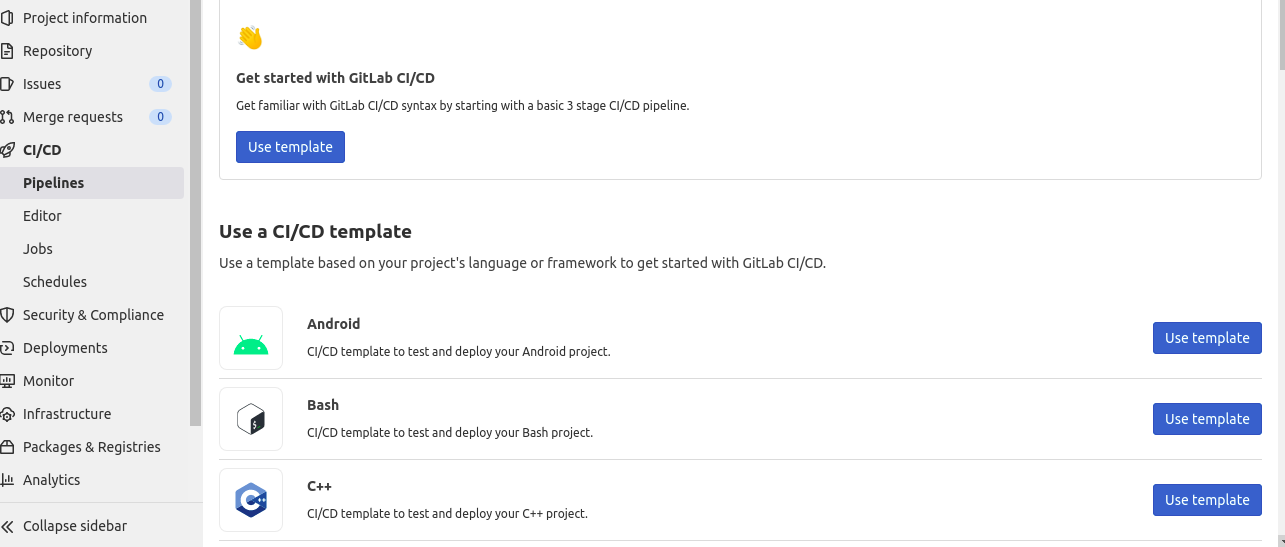 Project information
Repository
Issues 0
Merge requests 0
CI/CD
Pipelines
Editor
Jobs
Schedules
Security & Compliance
Deployments
Monitor
Infrastructure
Packages & Registries
Analytics
Collapse sidebar
Get started with GitLab CI/CD
Get familiar with GitLab CI/CD syntax by starting with a basic 3 stage CI/CD pipeline.
Use template
Use a CI/CD template
Use a template based on your project's language or framework to get started with GitLab CI/CD.
Android
CI/CD template to test and deploy your Android project.
Use template
Bash
CI/CD template to test and deploy your Bash project.
Use template
C++
CI/CD template to test and deploy your C++ project.
Use template